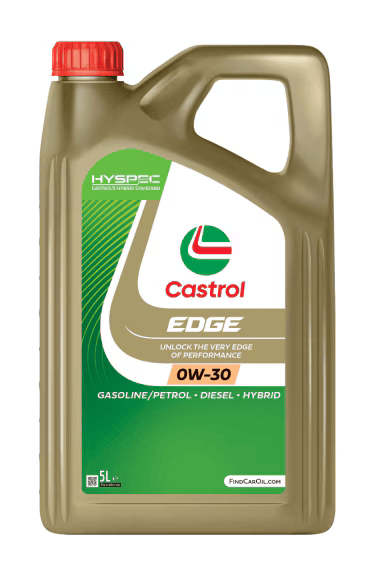 HYSPEC
CASTROL'S HYBRID STANDARD
Castrol
EDGE
UNLOCK THE VERY EDGE
OF PERFORMANCE
0W-30
GASOLINE/PETROL • DIESEL • HYBRID
5L e
FINDCAROIL.COM